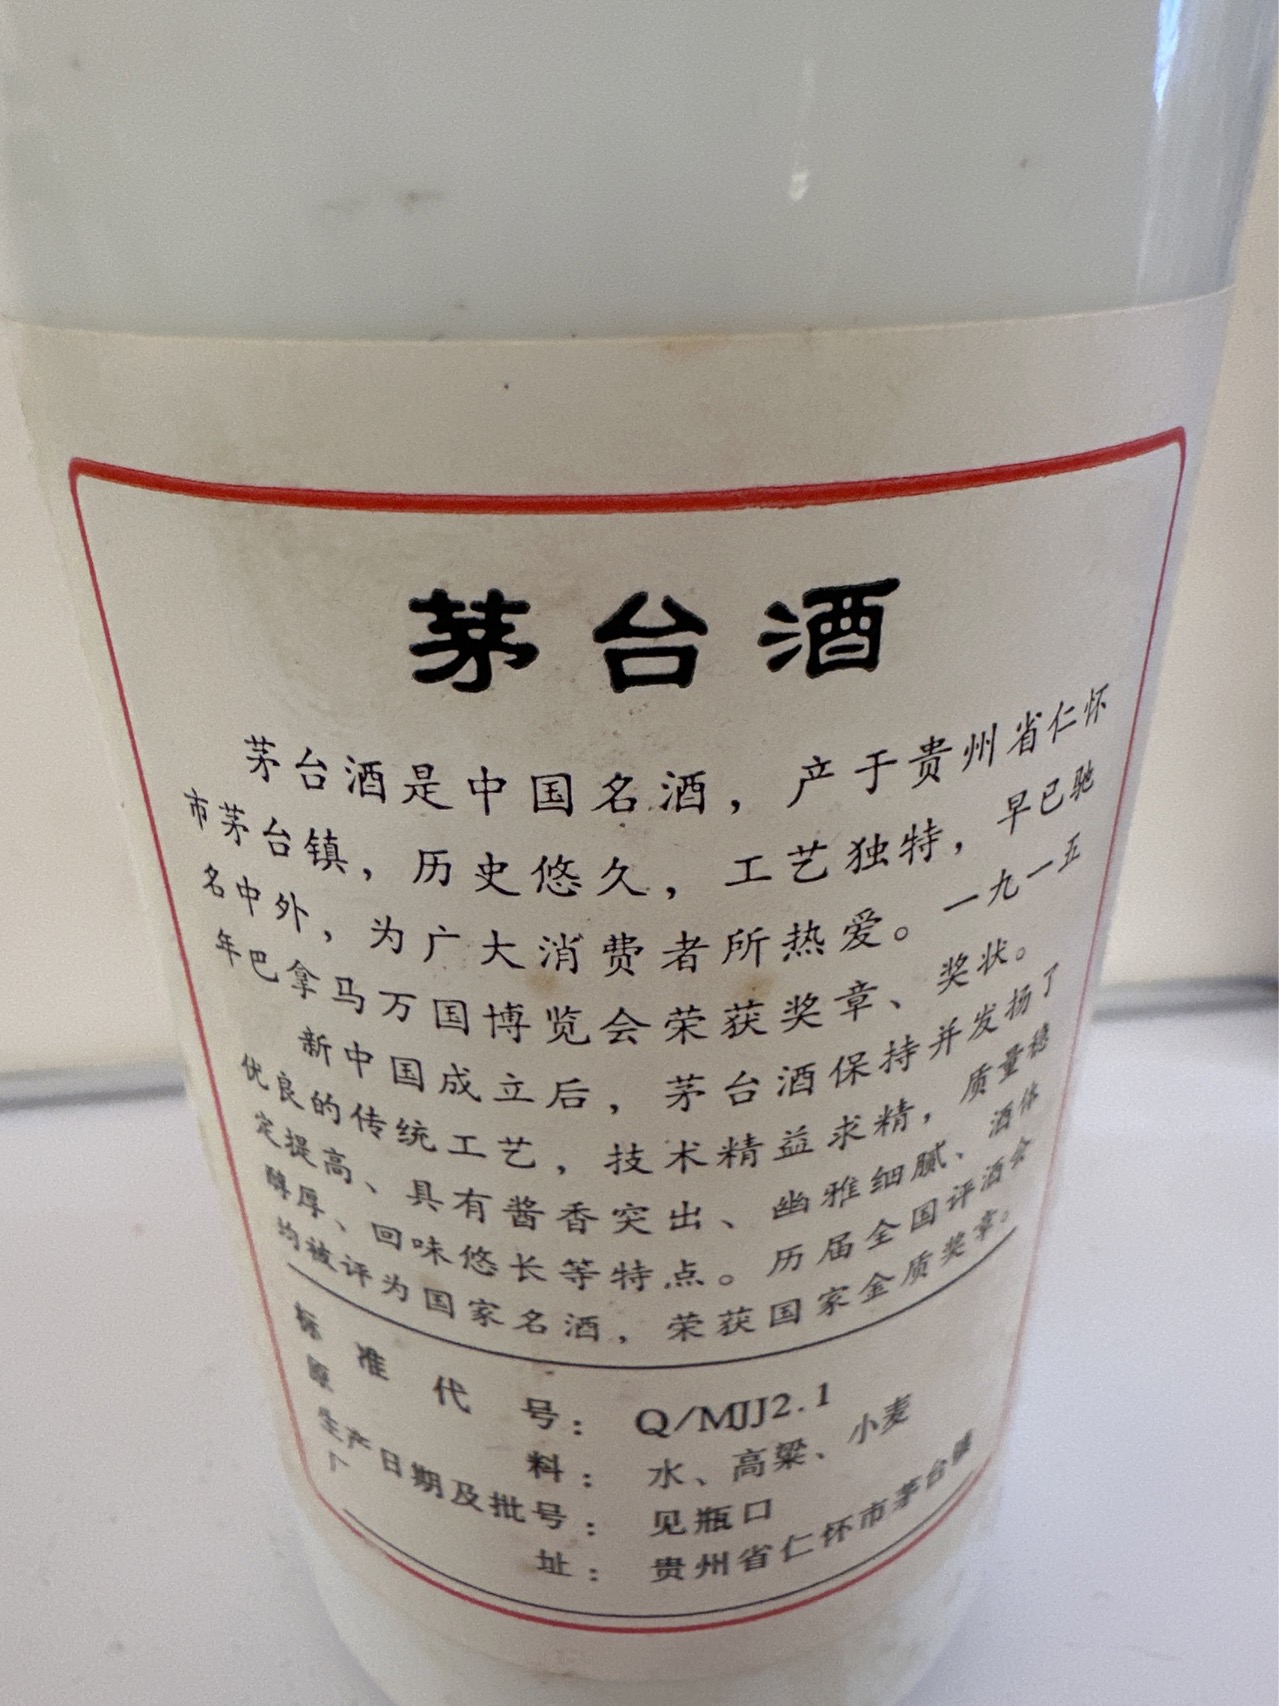 茅台酒
茅台酒是中国名酒，产于贵州省仁怀
市茅台镇，历史悠久，工艺独特，早已驰
名中外，为广大消费者所热爱。一九一五
年巴拿马万国博览会荣获奖章、奖状。
新中国成立后，茅台酒保持并发扬了
优良的传统工艺，技术精益求精，质量稳
定提高、具有酱香突出、幽雅细腻、酒体
醇厚、回味悠长等特点。历届全国评酒会
均被评为国家名酒，荣获国家金质奖章。
标准代号：Q/MJJ2.1
原料：水、高粱、小麦
生产日期及批号：见瓶口
厂址：贵州省仁怀市茅台镇